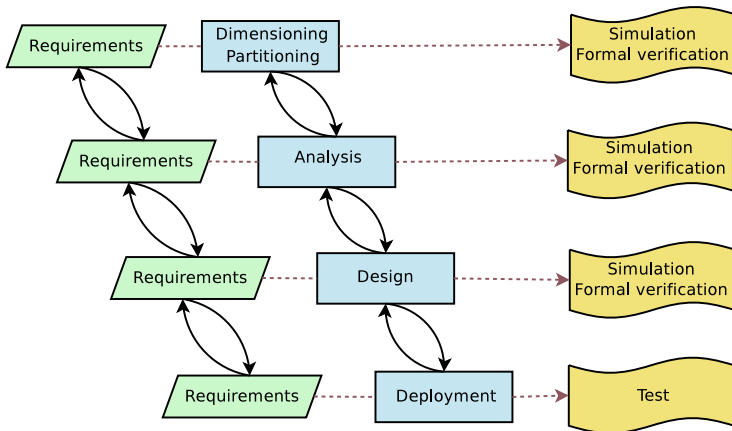 Requirements
Dimensioning
Partitioning
Simulation
Formal verification
Requirements
Analysis
Simulation
Formal verification
Requirements
Design
Simulation
Formal verification
Requirements
Deployment
Test